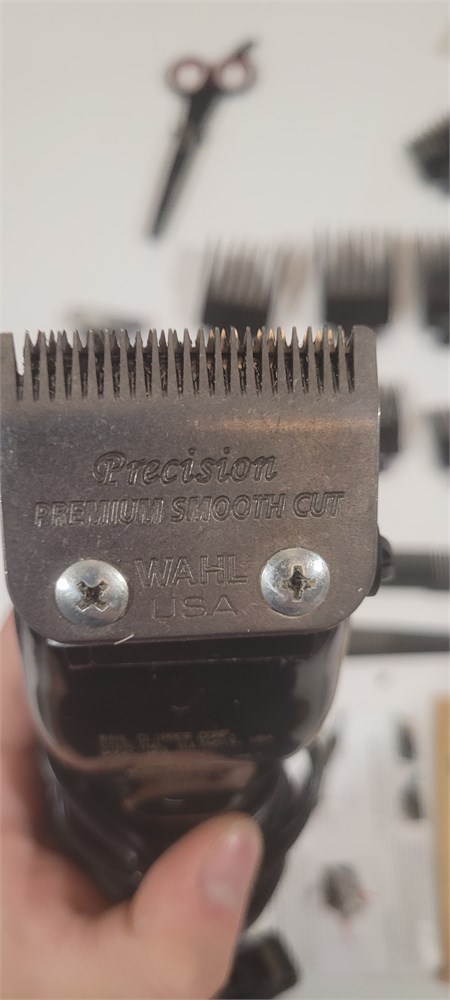 Precision
PREMIUM SMOOTH CUT
WAHL
USA